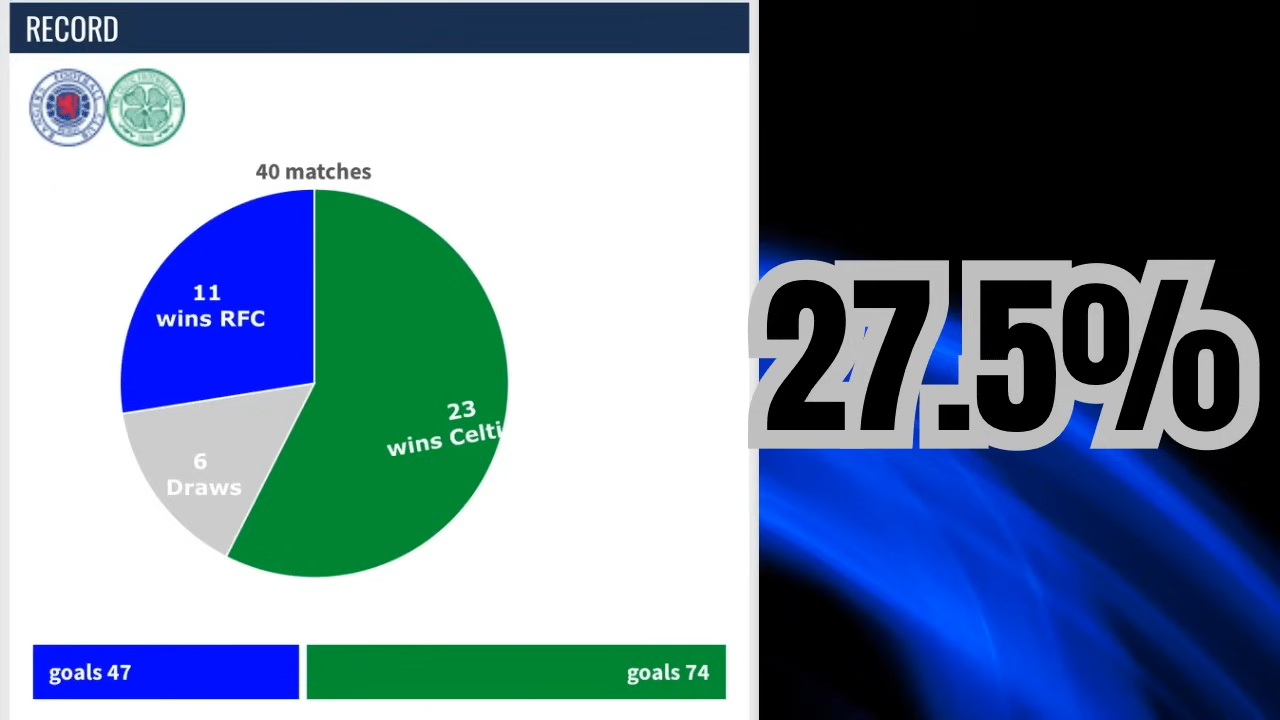 RECORD
40 matches
11
wins RFC
23
wins Celti
6
Draws
27.5%
goals 47
goals 74